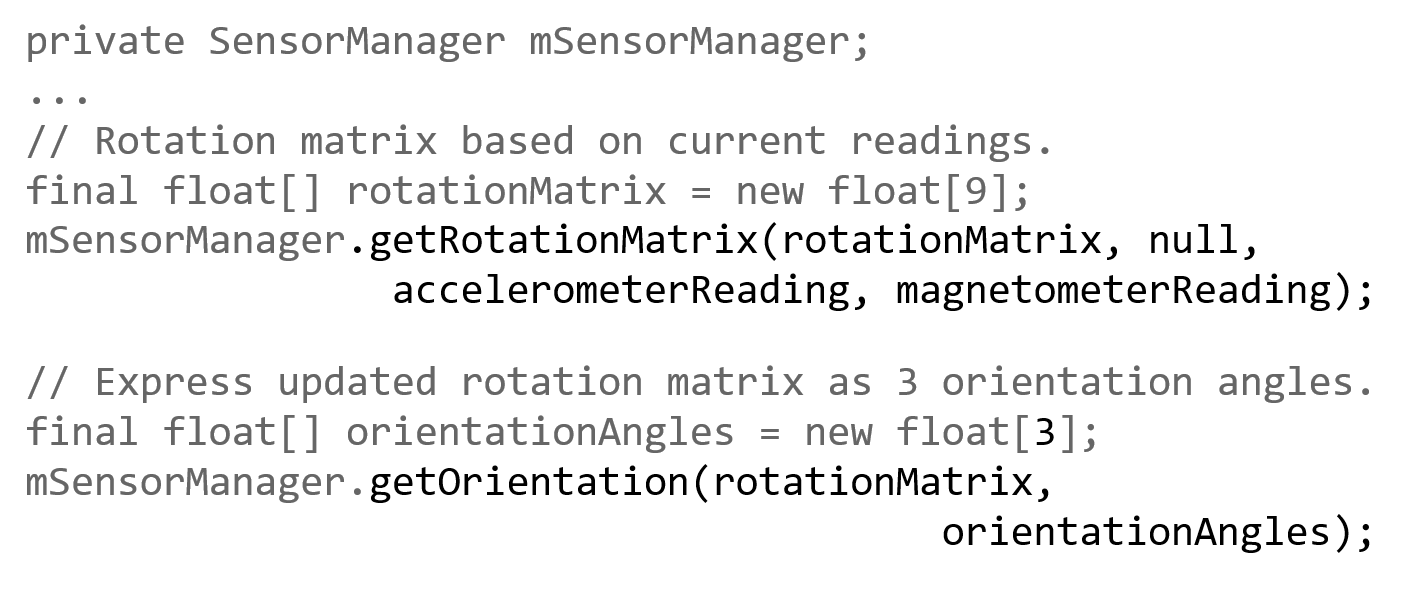 private SensorManager mSensorManager;
...
// Rotation matrix based on current readings.
final float[] rotationMatrix = new float[9];
mSensorManager.getRotationMatrix(rotationMatrix, null,
accelerometerReading, magnetometerReading);
// Express updated rotation matrix as 3 orientation angles.
final float[] orientationAngles = new float[3];
mSensorManager.getOrientation(rotationMatrix,
orientationAngles);